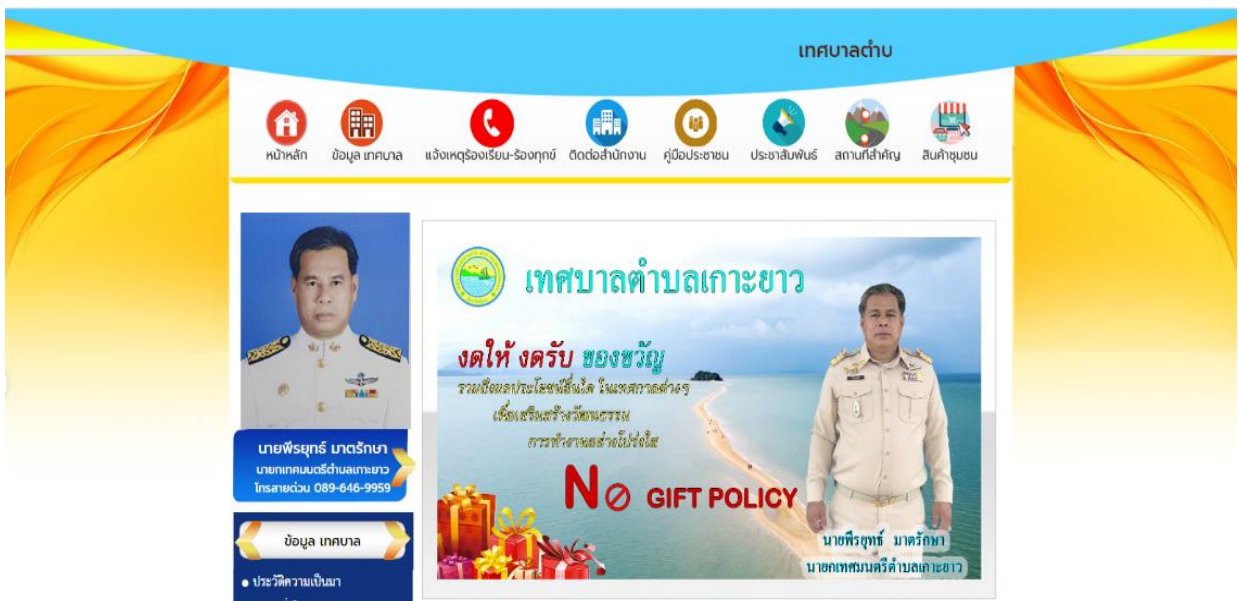 เทศบาลตำบ
หน้าหลัก
ข้อมูล เทศบาล
แจ้งเหตุร้องเรียน-ร้องทุกข์
ติดต่อสำนักงาน
คู่มือประชาชน
ประชาสัมพันธ์
สถานที่สำคัญ
สินค้าชุมชน
นายพีรยุทธ์ มาตรักษา
นายกเทศมนตรีตำบลเกาะยาว
โทรสายด่วน 089-646-9959
ข้อมูล เทศบาล
ประวัติความเป็นมา
เทศบาลตำบลเกาะยาว
งดให้ งดรับ ของขวัญ
รวมถึงผลประโยชน์อื่นใด ในเทศกาลต่างๆ
เพื่อเสริมสร้างวัฒนธรรม
การทำงานอย่างโปร่งใส
NO GIFT POLICY
นายพีรยุทธ์ มาตรักษา
นายกเทศมนตรีตำบลเกาะยาว